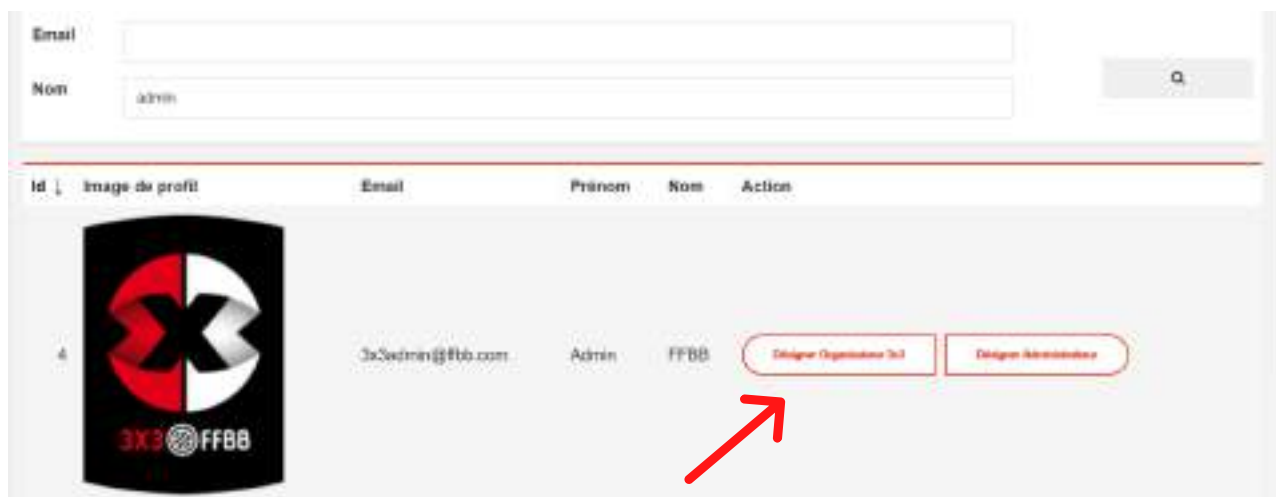 Email
Nom
admin
Id ↓ Image de profil Email Prénom Nom Action
4 3x3admin@ffbb.com Admin FFBB Désigner Organisateur 3x3 Désigner Administrateur
3X3 FFBB